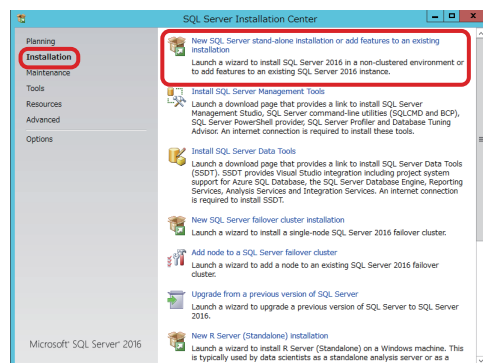 SQL Server Installation Center
Planning
Installation
Maintenance
Tools
Resources
Advanced
Options
Microsoft® SQL Server® 2016
New SQL Server stand-alone installation or add features to an existing
installation
Launch a wizard to install SQL Server 2016 in a non-clustered environment or
to add features to an existing SQL Server 2016 instance.
Install SQL Server Management Tools
Launch a download page that provides a link to install SQL Server
Management Studio, SQL Server command-line utilities (SQLCMD and BCP),
SQL Server PowerShell provider, SQL Server Profiler and Database Tuning
Advisor. An internet connection is required to install these tools.
Install SQL Server Data Tools
Launch a download page that provides a link to install SQL Server Data Tools
(SSDT). SSDT provides Visual Studio integration including project system
support for Azure SQL Database, the SQL Server Database Engine, Reporting
Services, Analysis Services and Integration Services. An internet connection
is required to install SSDT.
New SQL Server failover cluster installation
Launch a wizard to install a single-node SQL Server 2016 failover cluster.
Add node to a SQL Server failover cluster
Launch a wizard to add a node to an existing SQL Server 2016 failover
cluster.
Upgrade from a previous version of SQL Server
Launch a wizard to upgrade a previous version of SQL Server to SQL Server
2016.
New R Server (Standalone) installation
Launch a wizard to install R Server (Standalone) on a Windows machine. This
is typically used by data scientists as a standalone analysis server or as a